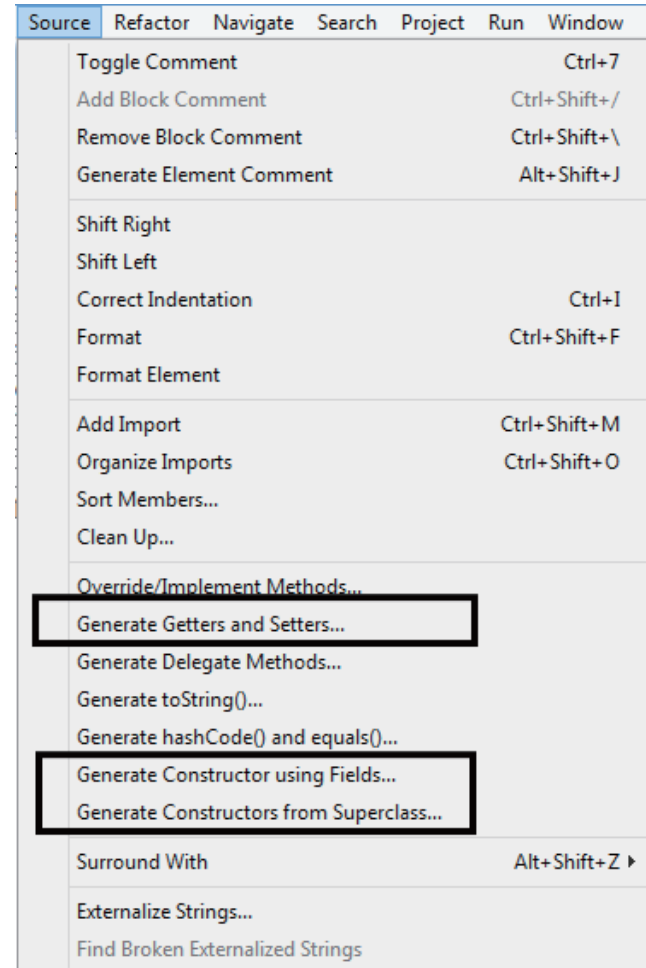 Source Refactor Navigate Search Project Run Window
Toggle Comment Ctrl+7
Add Block Comment Ctrl+Shift+/
Remove Block Comment Ctrl+Shift+\
Generate Element Comment Alt+Shift+J
Shift Right
Shift Left
Correct Indentation Ctrl+I
Format Ctrl+Shift+F
Format Element
Add Import Ctrl+Shift+M
Organize Imports Ctrl+Shift+O
Sort Members...
Clean Up...
Override/Implement Methods...
Generate Getters and Setters...
Generate Delegate Methods...
Generate toString()...
Generate hashCode() and equals()...
Generate Constructor using Fields...
Generate Constructors from Superclass...
Surround With Alt+Shift+Z
Externalize Strings...
Find Broken Externalized Strings